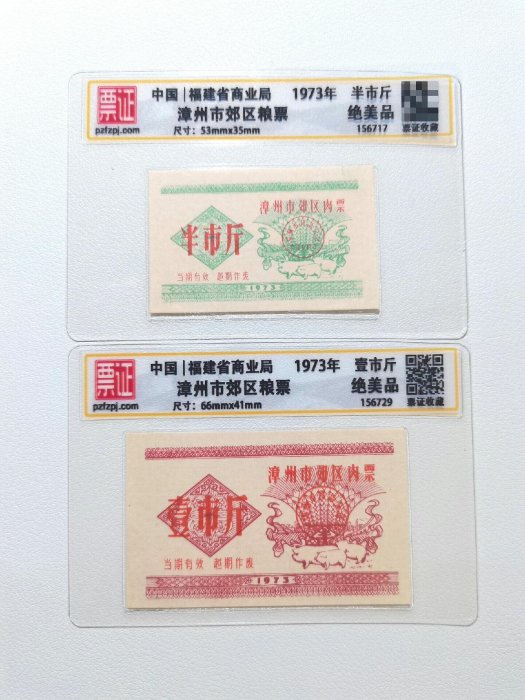 票证
pzfzpj.com
中国|福建省商业局 1973年 半市斤
漳州市郊区粮票 绝美品
尺寸: 53mmx35mm 156717 票证收藏
漳州市郊区肉票
半市斤
当期有效 越期作废
1973
票证
pzfzpj.com
中国|福建省商业局 1973年 壹市斤
漳州市郊区粮票 绝美品
尺寸: 66mmx41mm 156729 票证收藏
漳州市郊区肉票
壹市斤
当期有效 越期作废
1973